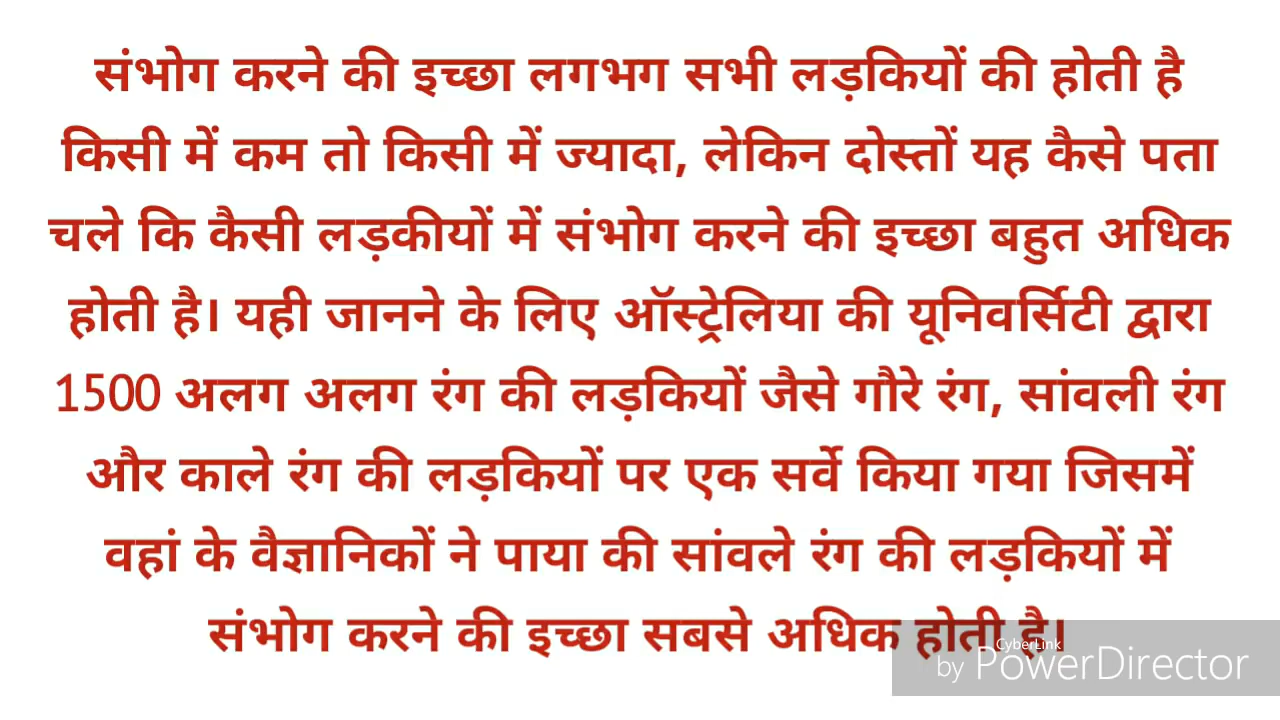 संभोग करने की इच्छा लगभग सभी लड़कियों की होती है
किसी में कम तो किसी में ज्यादा, लेकिन दोस्तों यह कैसे पता
चले कि कैसी लड़कीयों में संभोग करने की इच्छा बहुत अधिक
होती है। यही जानने के लिए ऑस्ट्रेलिया की यूनिवर्सिटी द्वारा
1500 अलग अलग रंग की लड़कियों जैसे गौरे रंग, सांवली रंग
और काले रंग की लड़कियों पर एक सर्वे किया गया जिसमें
वहां के वैज्ञानिकों ने पाया की सांवले रंग की लड़कियों में
संभोग करने की इच्छा सबसे अधिक होती है।
CyberLink
by PowerDirector